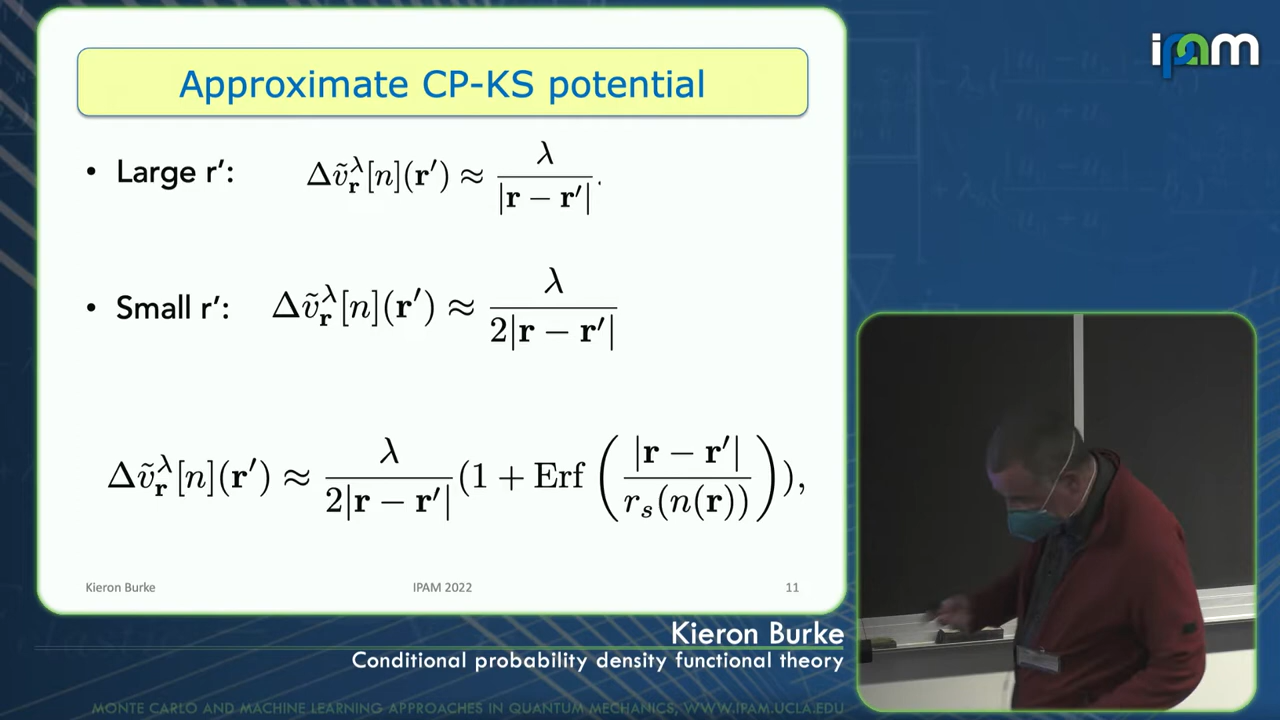 ipam
Approximate CP-KS potential
• Large r′: Δṽ_𝐫^λ[n](𝐫′) ≈ λ / |𝐫 − 𝐫′|.
• Small r′: Δṽ_𝐫^λ[n](𝐫′) ≈ λ / 2|𝐫 − 𝐫′|
Δṽ_𝐫^λ[n](𝐫′) ≈ λ / 2|𝐫 − 𝐫′| (1 + Erf ( |𝐫 − 𝐫′| / r_s(n(𝐫)) )),
Kieron Burke IPAM 2022 11
Kieron Burke
Conditional probability density functional theory
MONTE CARLO AND MACHINE LEARNING APPROACHES IN QUANTUM MECHANICS, WWW.IPAM.UCLA.EDU